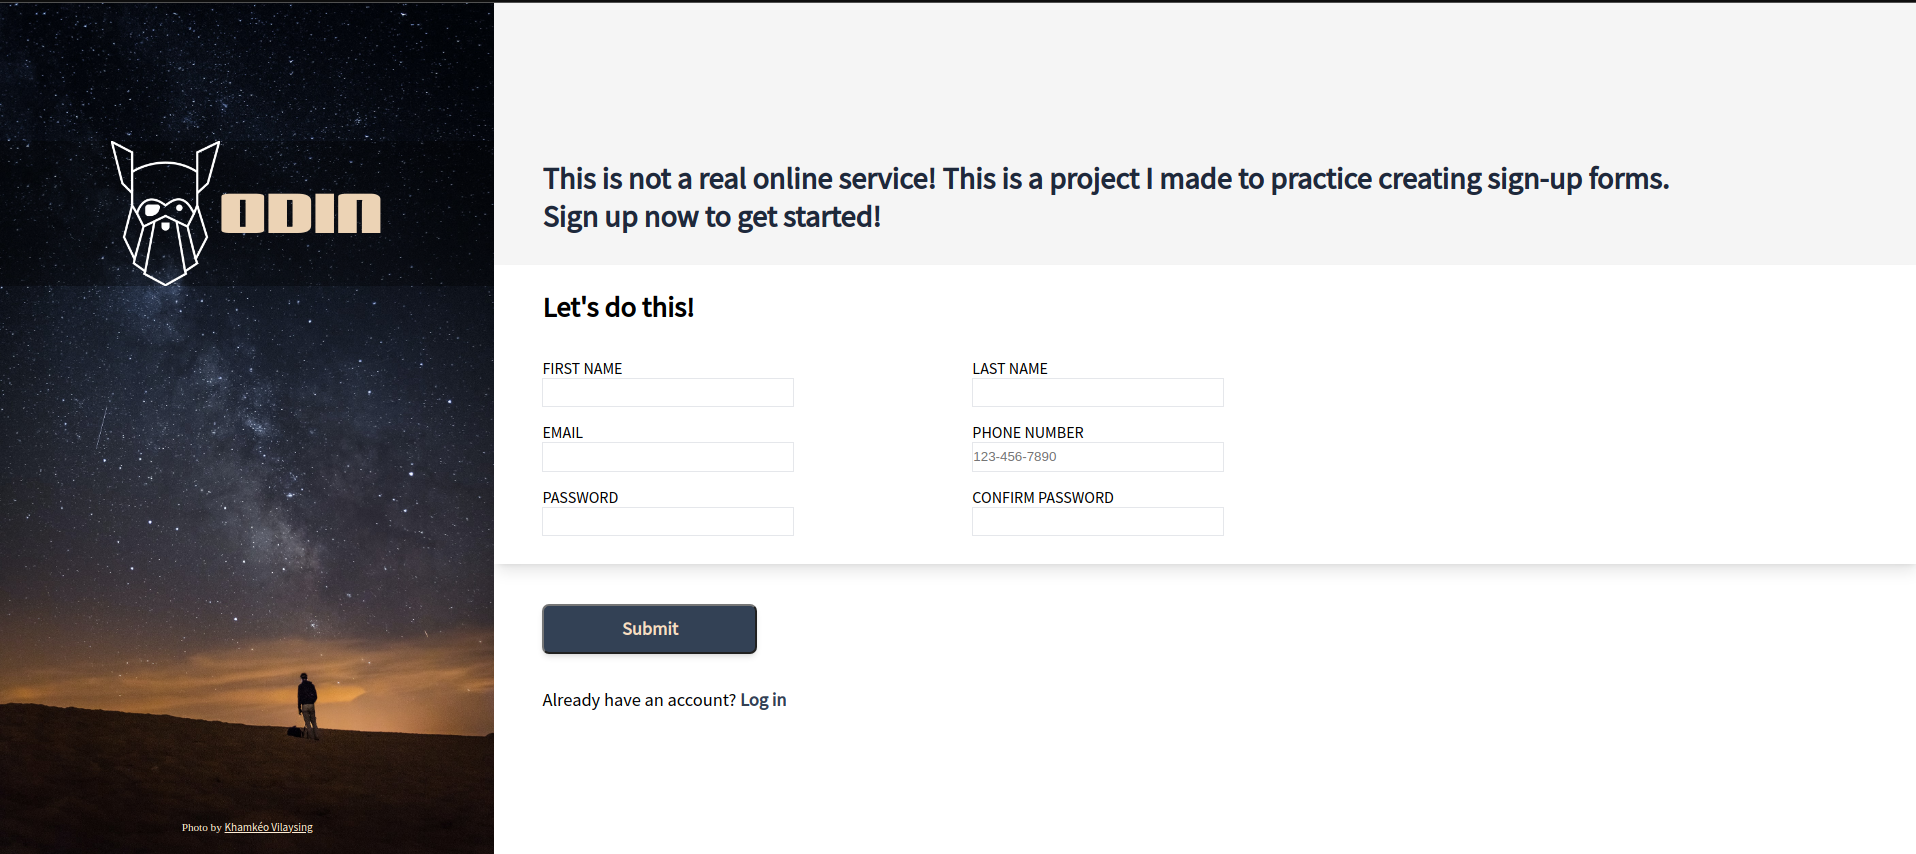 ODIN
This is not a real online service! This is a project I made to practice creating sign-up forms.
Sign up now to get started!
Let's do this!
FIRST NAME
LAST NAME
EMAIL
PHONE NUMBER
123-456-7890
PASSWORD
CONFIRM PASSWORD
Submit
Already have an account? Log in
Photo by Khamkéo Vilaysing